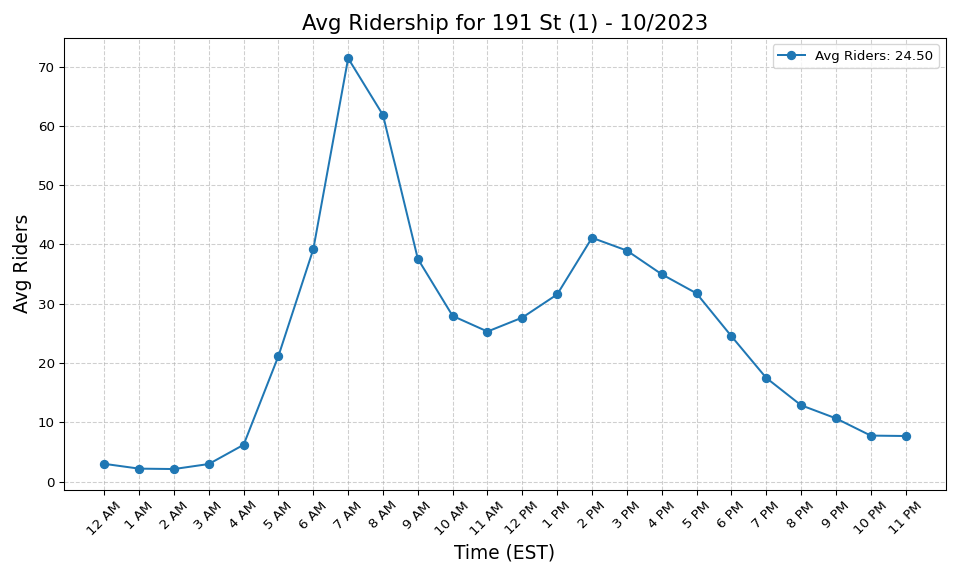 Avg Ridership for 191 St (1) - 10/2023
Avg Riders: 24.50
Avg Riders
70
60
50
40
30
20
10
0
12 AM 1 AM 2 AM 3 AM 4 AM 5 AM 6 AM 7 AM 8 AM 9 AM 10 AM 11 AM 12 PM 1 PM 2 PM 3 PM 4 PM 5 PM 6 PM 7 PM 8 PM 9 PM 10 PM 11 PM
Time (EST)